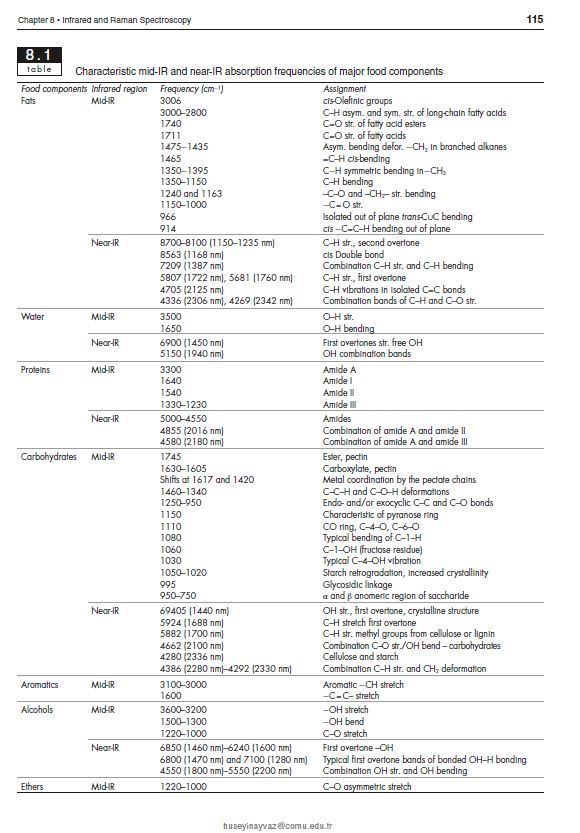 Chapter 8 • Infrared and Raman Spectroscopy 115
8.1
table
Characteristic mid-IR and near-IR absorption frequencies of major food components
Food components Infrared region Frequency (cm⁻¹) Assignment
Fats Mid-IR 3006 cis-Olefinic groups
3000–2800 C–H asym. and sym. str. of long-chain fatty acids
1740 C=O str. of fatty acid esters
1711 C=O str. of fatty acids
1475–1435 Asym. bending defor. –CH₃ in branched alkanes
1465 =C–H cis-bending
1350–1395 C–H symmetric bending in–CH₃
1350–1150 C–H bending
1240 and 1163 –C–O and –CH₂– str. bending
1150–1000 –C–O str.
966 Isolated out of plane trans-CuC bending
914 cis –C=C–H bending out of plane
Near-IR 8700–8100 (1150–1235 nm) C–H str., second overtone
8563 (1168 nm) cis Double bond
7209 (1387 nm) Combination C–H str. and C–H bending
5807 (1722 nm), 5681 (1760 nm) C–H str., first overtone
4705 (2125 nm) C–H vibrations in isolated C=C bonds
4336 (2306 nm), 4269 (2342 nm) Combination bands of C–H and C–O str.
Water Mid-IR 3500 O–H str.
1650 O–H bending
Near-IR 6900 (1450 nm) First overtones str. free OH
5150 (1940 nm) OH combination bands
Proteins Mid-IR 3300 Amide A
1640 Amide I
1540 Amide II
1330–1230 Amide III
Near-IR 5000–4550 Amides
4855 (2016 nm) Combination of amide A and amide II
4580 (2180 nm) Combination of amide A and amide III
Carbohydrates Mid-IR 1745 Ester, pectin
1630–1605 Carboxylate, pectin
Shifts at 1617 and 1420 Metal coordination by the pectate chains
1460–1340 C–C–H and C–O–H deformations
1250–950 Endo- and/or exocyclic C–C and C–O bonds
1150 Characteristic of pyranose ring
1110 CO ring, C–4–O, C–6–O
1080 Typical bending of C–1–H
1060 C–1–OH (fructose residue)
1030 Typical C–4–OH vibration
1050–1020 Starch retrogradation, increased crystallinity
995 Glycosidic linkage
950–750 α and β anomeric region of saccharide
Near-IR 69405 (1440 nm) OH str., first overtone, crystalline structure
5924 (1688 nm) C–H stretch first overtone
5882 (1700 nm) C–H str. methyl groups from cellulose or lignin
4662 (2100 nm) Combination C–O str./OH bend – carbohydrates
4280 (2336 nm) Cellulose and starch
4386 (2280 nm)–4292 (2330 nm) Combination C–H str. and CH₂ deformation
Aromatics Mid-IR 3100–3000 Aromatic –CH stretch
1600 –C=C– stretch
Alcohols Mid-IR 3600–3200 –OH stretch
1500–1300 –OH bend
1220–1000 C–O stretch
Near-IR 6850 (1460 nm)–6240 (1600 nm) First overtone –OH
6800 (1470 nm) and 7100 (1280 nm) Typical first overtone bands of bonded OH–H bonding
4550 (1800 nm)–5550 (2200 nm) Combination OH str. and OH bending
Ethers Mid-IR 1220–1000 C–O asymmetric stretch
huseyinayvaz@comu.edu.tr